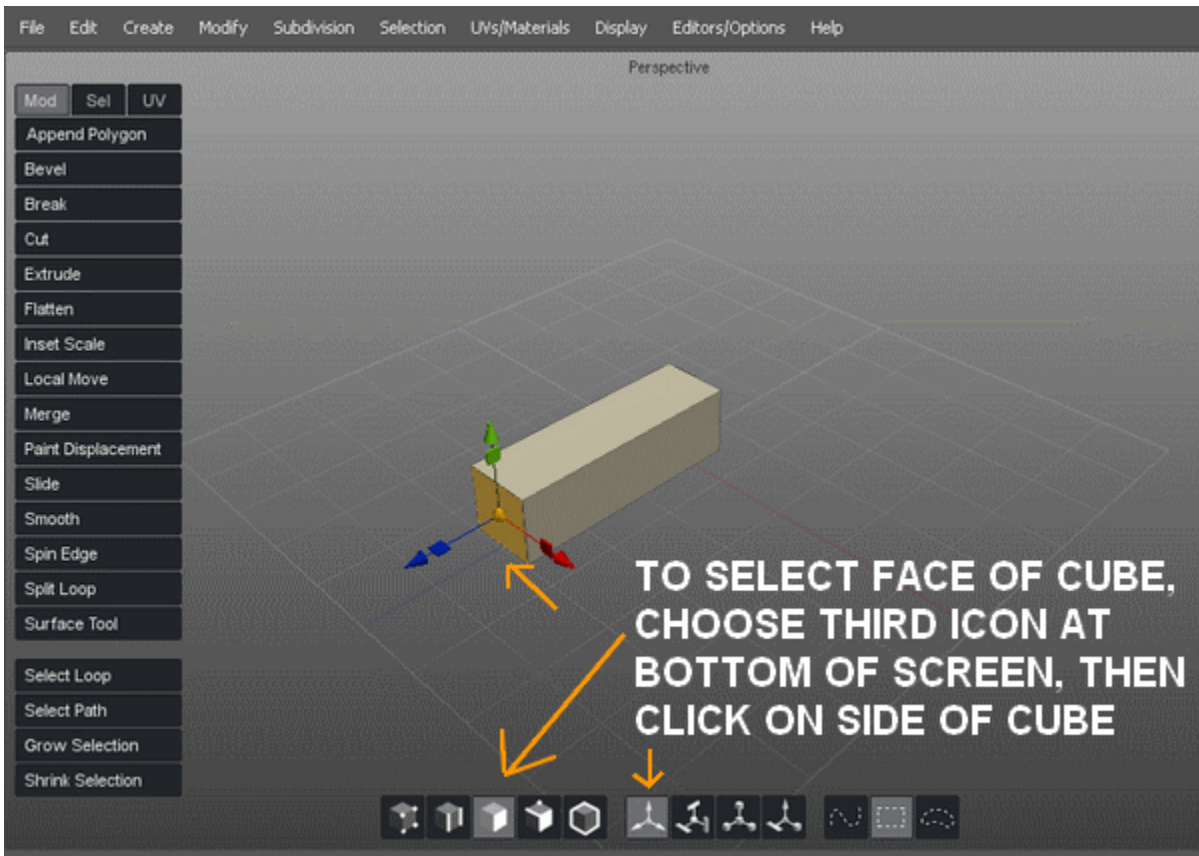 File Edit Create Modify Subdivision Selection UVs/Materials Display Editors/Options Help
Perspective
Mod Sel UV
Append Polygon
Bevel
Break
Cut
Extrude
Flatten
Inset Scale
Local Move
Merge
Paint Displacement
Slide
Smooth
Spin Edge
Split Loop
Surface Tool
Select Loop
Select Path
Grow Selection
Shrink Selection
TO SELECT FACE OF CUBE,
CHOOSE THIRD ICON AT
BOTTOM OF SCREEN, THEN
CLICK ON SIDE OF CUBE